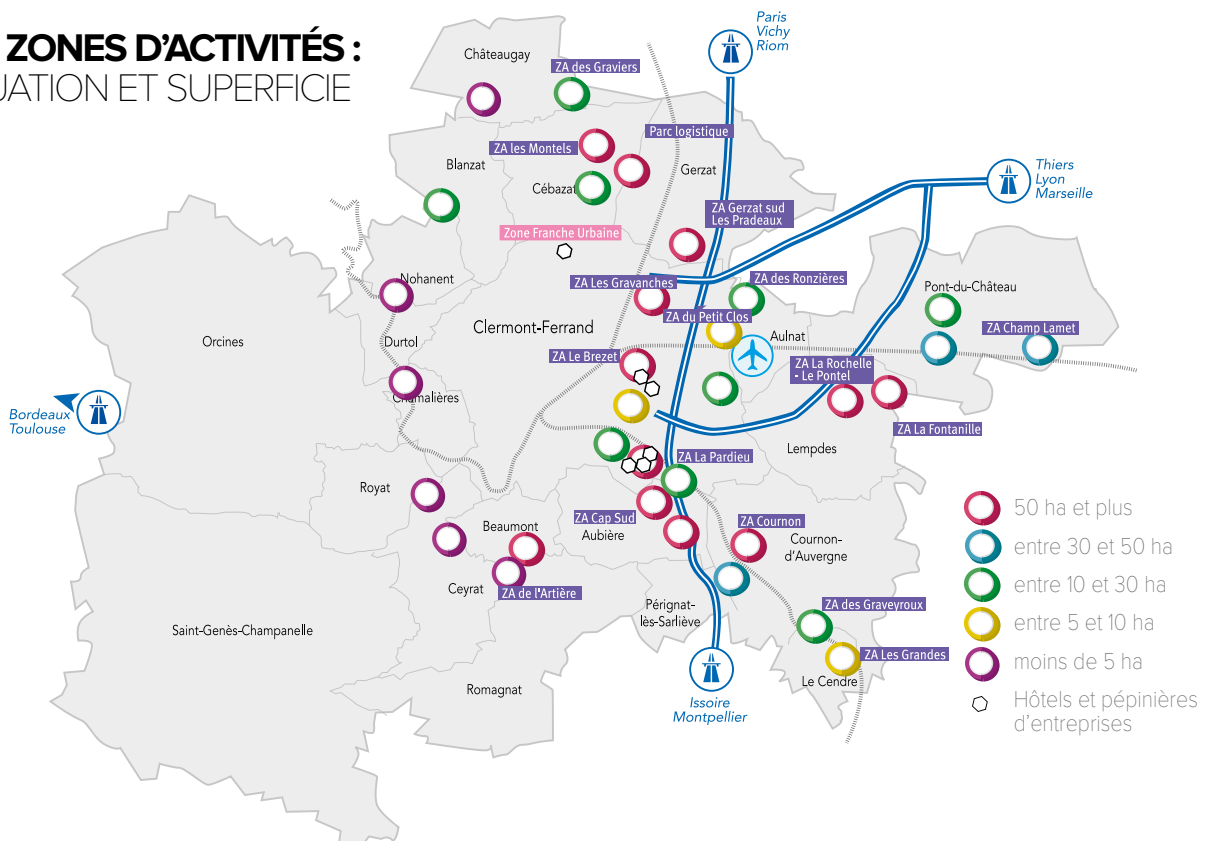 ZONES D'ACTIVITÉS :
UATION ET SUPERFICIE
Paris
Vichy
Riom
Châteaugay
ZA des Graviers
Parc logistique
ZA les Montels
Blanzat
Gerzat
Cébazat
Thiers
Lyon
Marseille
ZA Gerzat sud
Les Pradeaux
Zone Franche Urbaine
Nohanent
ZA Les Gravanches
ZA des Ronzières
Pont-du-Château
ZA du Petit Clos
Clermont-Ferrand
ZA Champ Lamet
Orcines
Durtol
Aulnat
ZA Le Brezet
ZA La Rochelle
- Le Pontel
Chamalières
Bordeaux
Toulouse
ZA La Fontanille
Lempdes
ZA La Pardieu
Royat
Beaumont
ZA Cap Sud
Aubière
ZA Cournon
Cournon-
d'Auvergne
Ceyrat
ZA de l'Artière
Pérignat-
lès-Sarliève
ZA des Graveyroux
Saint-Genès-Champanelle
ZA Les Grandes
Le Cendre
Romagnat
Issoire
Montpellier
50 ha et plus
entre 30 et 50 ha
entre 10 et 30 ha
entre 5 et 10 ha
moins de 5 ha
Hôtels et pépinières
d'entreprises